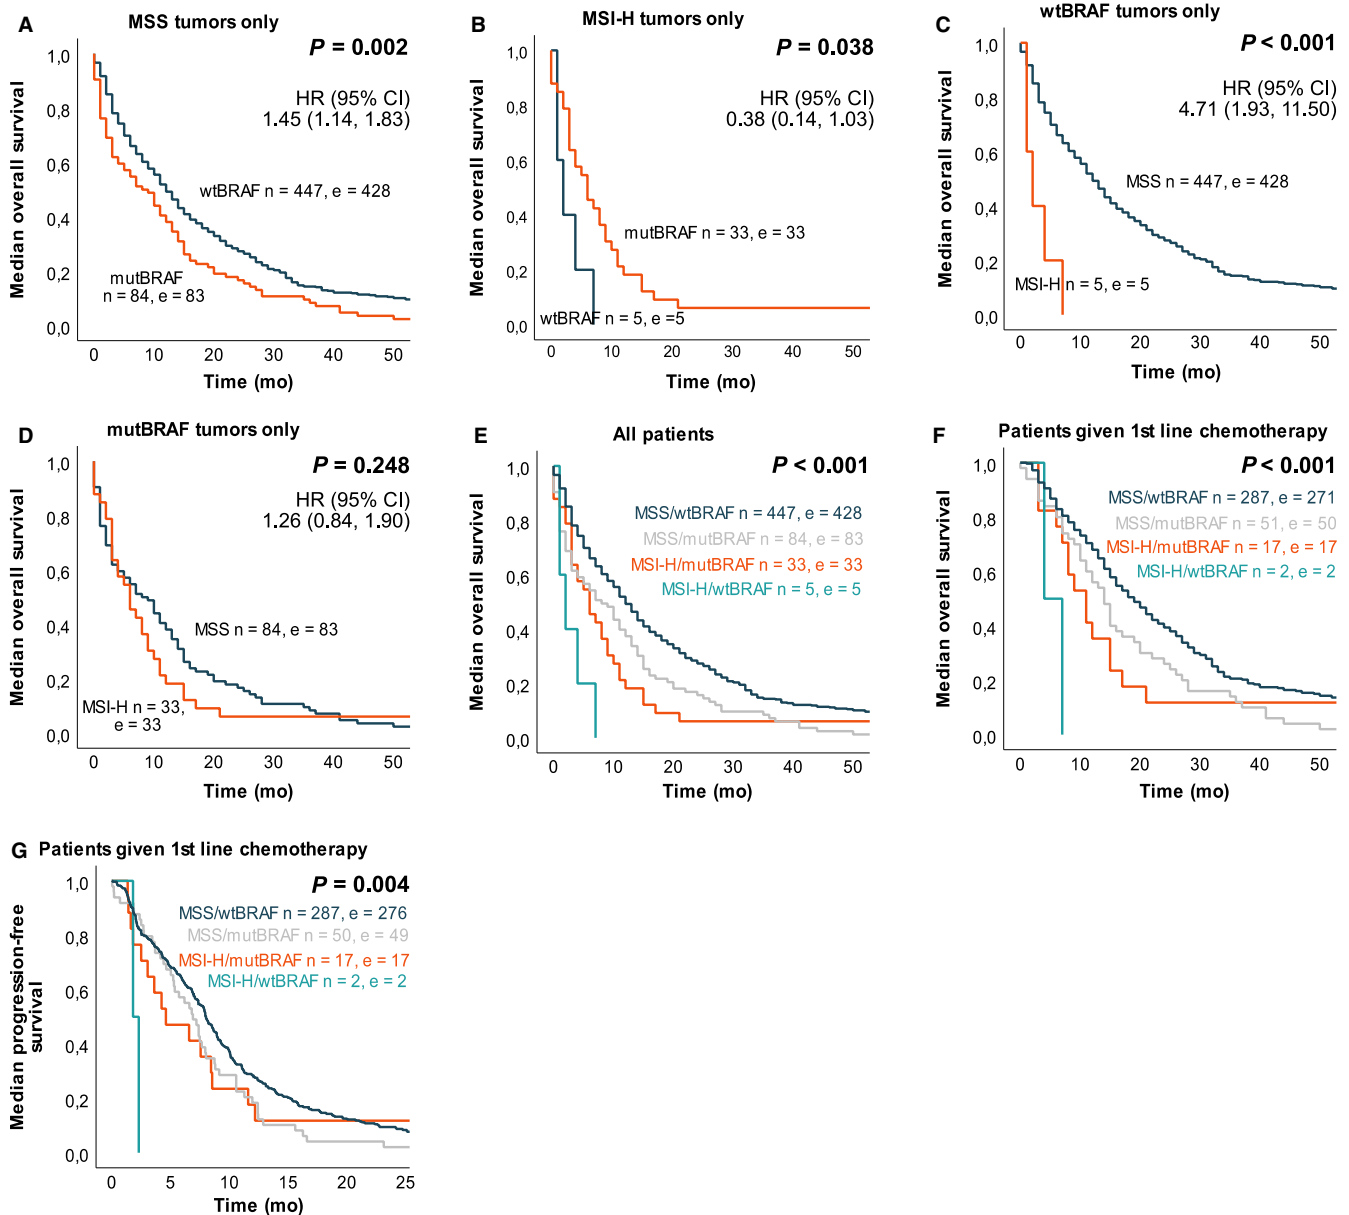 A
MSS tumors only
P = 0.002
HR (95% CI)
1.45 (1.14, 1.83)
wtBRAF n = 447, e = 428
mutBRAF
n = 84, e = 83
Median overall survival
1,0
0,8
0,6
0,4
0,2
0,0
0 10 20 30 40 50
Time (mo)
B
MSI-H tumors only
P = 0.038
HR (95% CI)
0.38 (0.14, 1.03)
mutBRAF n = 33, e = 33
wtBRAF n = 5, e =5
Median overall survival
1,0
0,8
0,6
0,4
0,2
0,0
0 10 20 30 40 50
Time (mo)
C
wtBRAF tumors only
P < 0.001
HR (95% CI)
4.71 (1.93, 11.50)
MSS n = 447, e = 428
MSI-H n = 5, e = 5
Median overall survival
1,0
0,8
0,6
0,4
0,2
0,0
0 10 20 30 40 50
Time (mo)
D
mutBRAF tumors only
P = 0.248
HR (95% CI)
1.26 (0.84, 1.90)
MSS n = 84, e = 83
MSI-H n = 33,
e = 33
Median overall survival
1,0
0,8
0,6
0,4
0,2
0,0
0 10 20 30 40 50
Time (mo)
E
All patients
P < 0.001
MSS/wtBRAF n = 447, e = 428
MSS/mutBRAF n = 84, e = 83
MSI-H/mutBRAF n = 33, e = 33
MSI-H/wtBRAF n = 5, e = 5
Median overall survival
1,0
0,8
0,6
0,4
0,2
0,0
0 10 20 30 40 50
Time (mo)
F
Patients given 1st line chemotherapy
P < 0.001
MSS/wtBRAF n = 287, e = 271
MSS/mutBRAF n = 51, e = 50
MSI-H/mutBRAF n = 17, e = 17
MSI-H/wtBRAF n = 2, e = 2
Median overall survival
1,0
0,8
0,6
0,4
0,2
0,0
0 10 20 30 40 50
Time (mo)
G
Patients given 1st line chemotherapy
P = 0.004
MSS/wtBRAF n = 287, e = 276
MSS/mutBRAF n = 50, e = 49
MSI-H/mutBRAF n = 17, e = 17
MSI-H/wtBRAF n = 2, e = 2
Median progression-free
survival
1,0
0,8
0,6
0,4
0,2
0,0
0 5 10 15 20 25
Time (mo)